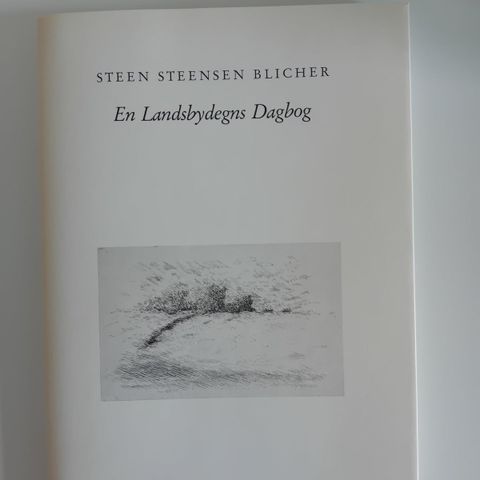 STEEN STEENSEN BLICHER
En Landsbydegns Dagbog